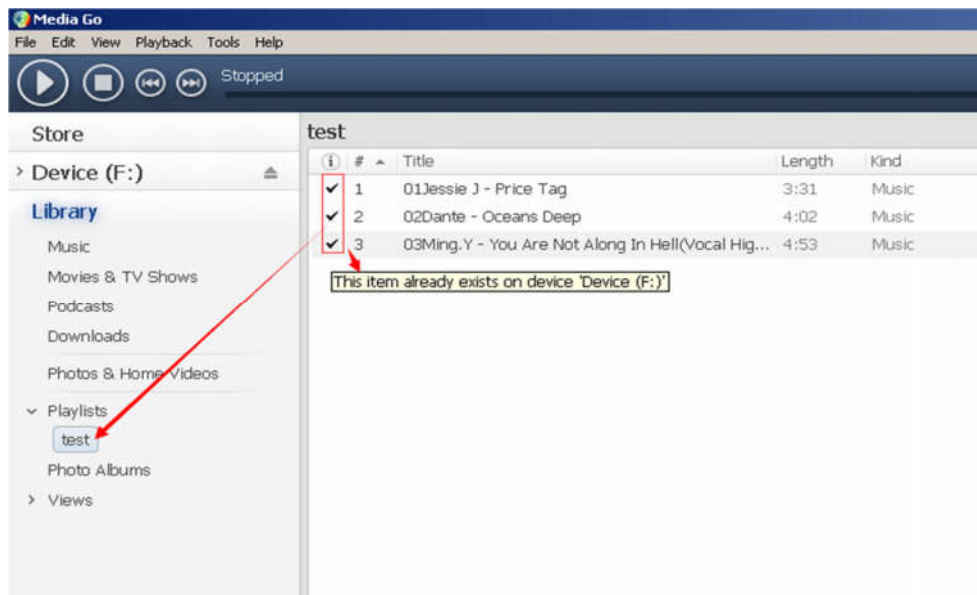 Media Go
File Edit View Playback Tools Help
Stopped
Store
Device (F:)
Library
Music
Movies & TV Shows
Podcasts
Downloads
Photos & Home Videos
Playlists
test
Photo Albums
Views
test
# Title Length Kind
1 01Jessie J - Price Tag 3:31 Music
2 02Dante - Oceans Deep 4:02 Music
3 03Ming.Y - You Are Not Along In Hell(Vocal Hig... 4:53 Music
This item already exists on device 'Device (F:)'